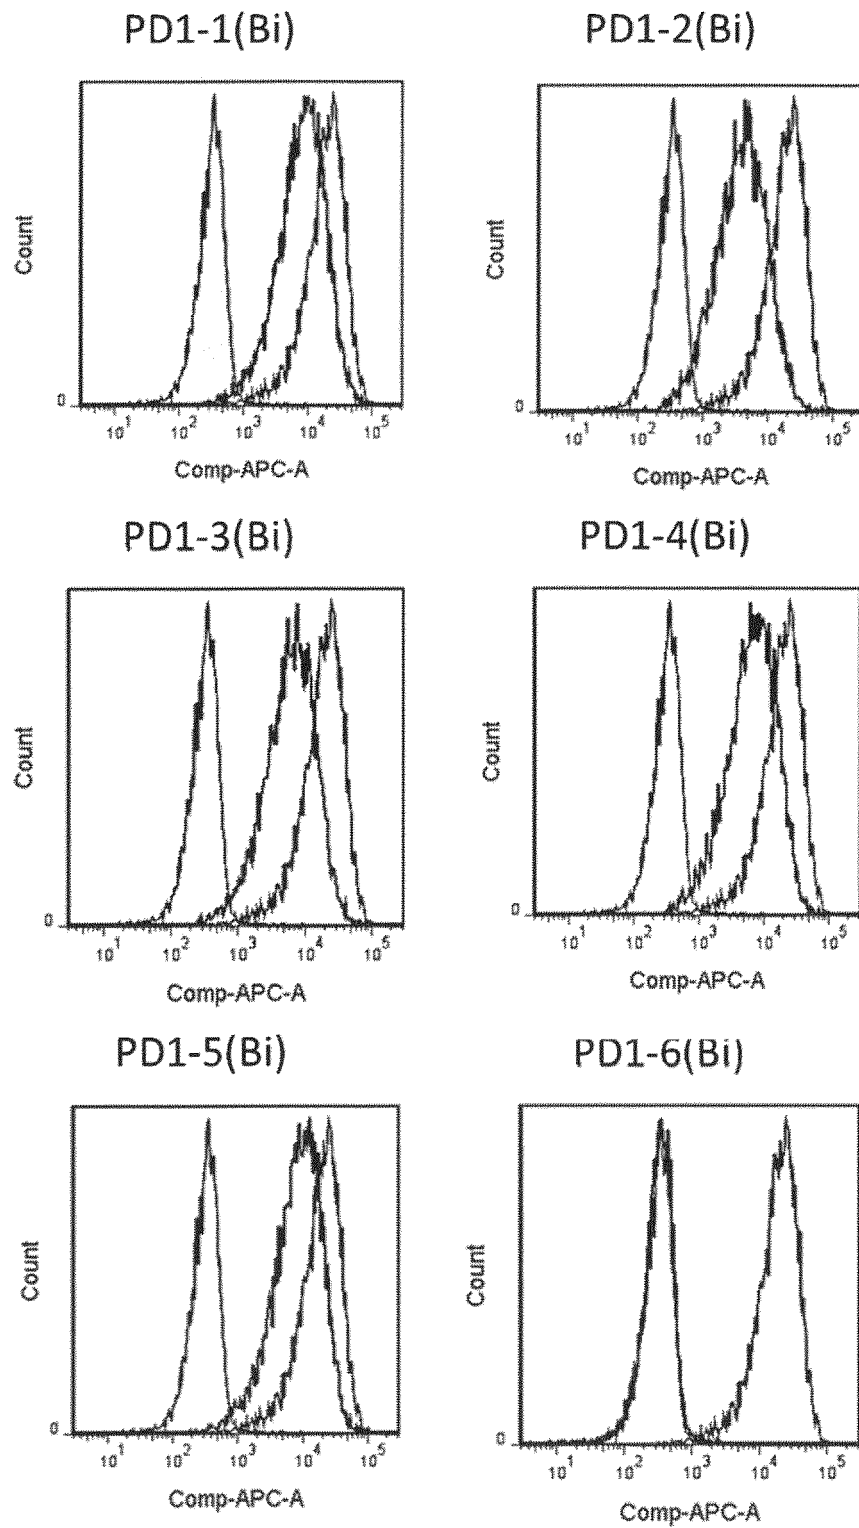 PD1-1(Bi)
PD1-2(Bi)
Count
0
10¹ 10² 10³ 10⁴ 10⁵
Comp-APC-A
Count
0
10¹ 10² 10³ 10⁴ 10⁵
Comp-APC-A
PD1-3(Bi)
PD1-4(Bi)
Count
0
10¹ 10² 10³ 10⁴ 10⁵
Comp-APC-A
Count
0
10¹ 10² 10³ 10⁴ 10⁵
Comp-APC-A
PD1-5(Bi)
PD1-6(Bi)
Count
0
10¹ 10² 10³ 10⁴ 10⁵
Comp-APC-A
Count
0
10¹ 10² 10³ 10⁴ 10⁵
Comp-APC-A